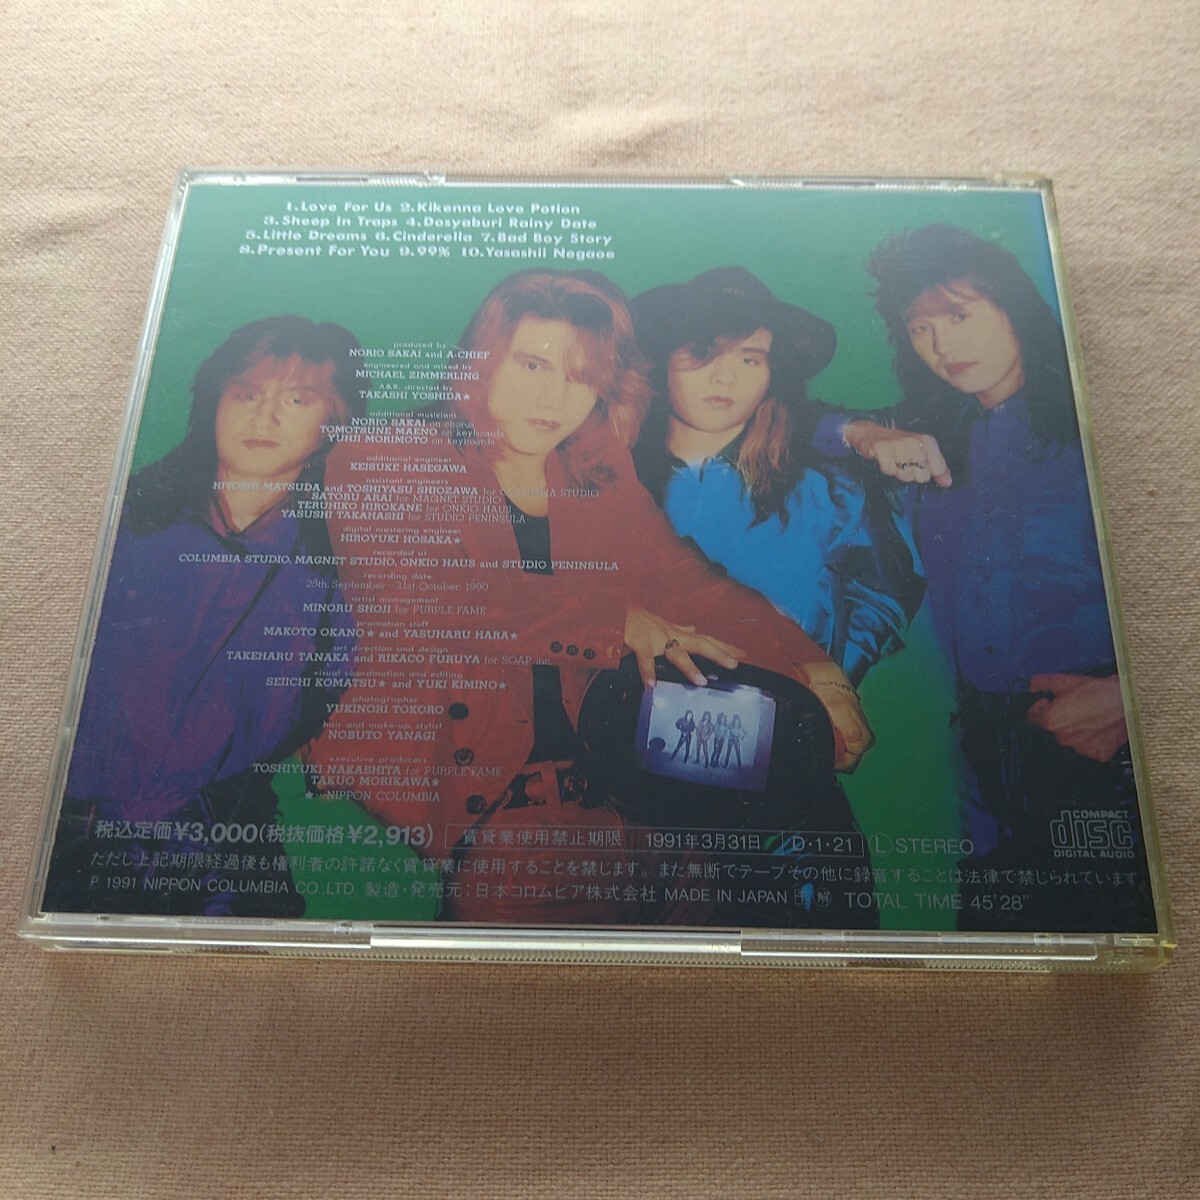 1.Love For Us 2.Kikenna Love Potion
3.Sheep In Traps 4.Dosyaburi Rainy Date
5.Little Dreams 6.Cinderella 7.Bad Boy Story
8.Present For You 9.99% 10.Yasashii Negaoe
produced by
NORIO SAKAI and A-CHIEF
engineered and mixed by
MICHAEL ZIMMERLING
A&R. directed by
TAKASHI YOSHIDA★
additional musicians
NORIO SAKAI on chorus
TOMOTSUNE MAENO on keyboards
YUHJI MORIMOTO on keyboards
additional engineer
KEISUKE HASEGAWA
assistant engineers
HITOSHI MATSUDA and TOSHIYASU SHIOZAWA for COLUMBIA STUDIO
SATORU ARAI for MAGNET STUDIO
TERUHIKO HIROKANE for ONKIO HAUS
YASUSHI TAKAHASHI for STUDIO PENINSULA
digital mastering engineer
HIROYUKI HOSAKA★
recorded at
COLUMBIA STUDIO, MAGNET STUDIO, ONKIO HAUS and STUDIO PENINSULA
recording date
28th. September - 31st. October. 1990
artist management
MINORU SHOJI for PURPLE FAME
promotion stuff
MAKOTO OKANO★ and YASUHARU HARA★
art direction and design
TAKEHARU TANAKA and RIKACO FURUYA for SOAP inc.
visual coordination and editing
SEIICHI KOMATSU★ and YUKI KIMINO★
photographer
YUKINORI TOKORO
hair and make-up, stylist
NOBUTO YANAGI
executive producers
TOSHIYUKI NAKASHITA for PURPLE FAME
TAKUO MORIKAWA★
★ NIPPON COLUMBIA
税込定価¥3,000(税抜価格¥2,913) 賃貸業使用禁止期限 1991年3月31日 D・1・21 Ⓛ STEREO
COMPACT disc DIGITAL AUDIO
ただし上記期限経過後も権利者の許諾なく賃貸業に使用することを禁じます。また無断でテープその他に録音することは法律で禁じられています。
P 1991 NIPPON COLUMBIA CO.,LTD. 製造・発売元:日本コロムビア株式会社 MADE IN JAPAN 日 解 TOTAL TIME 45'28"